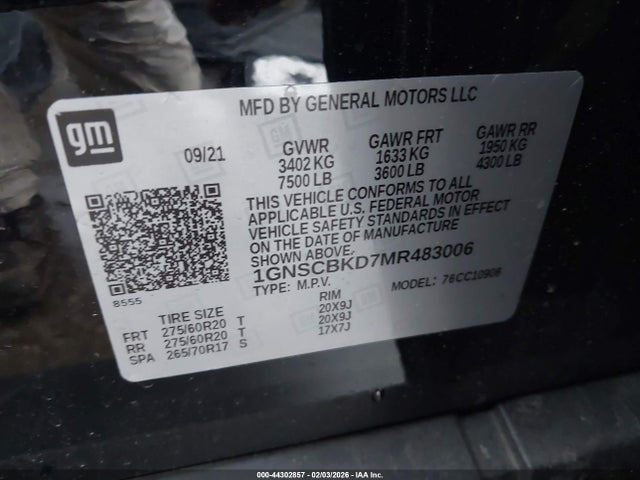 gm
MFD BY GENERAL MOTORS LLC
09/21
GVWR
3402 KG
7500 LB
GAWR FRT
1633 KG
3600 LB
GAWR RR
1950 KG
4300 LB
THIS VEHICLE CONFORMS TO ALL
APPLICABLE U.S. FEDERAL MOTOR
VEHICLE STANDARDS IN EFFECT
ON THE DATE OF MANUFACTURE
SHOWN ABOVE.
1GNSCBKD7MR483006
TYPE: M.P.V.
MODEL: 76CC10906
8555
TIRE SIZE
RIM
FRT 275/60R20 T 20X9J
RR 275/60R20 T 20X9J
SPA 265/70R17 S 17X7J
000-44302857 - 02/03/2026 - IAA Inc.